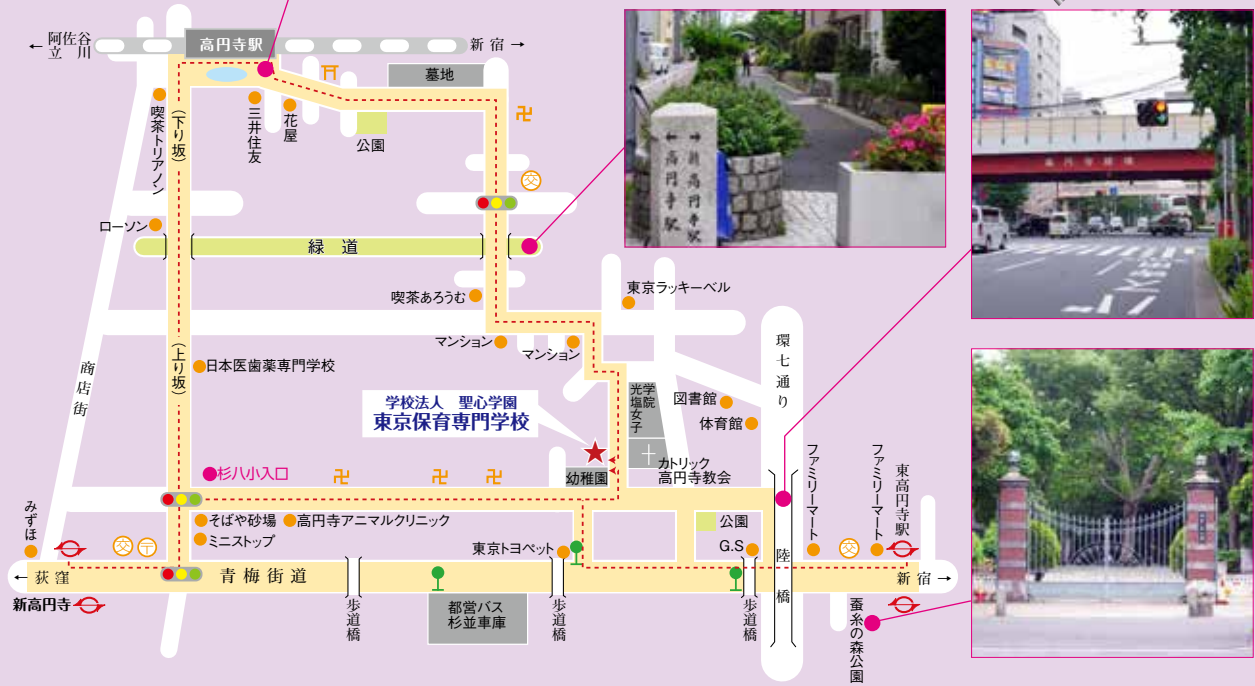 ← 阿佐谷
立川
高円寺駅
新宿 →
墓地
喫茶トリアノン
(下り坂)
三井住友
花屋
公園
交
ローソン
緑道
← 高円寺駅
→ 新高円寺駅
喫茶あろうむ
東京ラッキーベル
マンション
マンション
環七通り
商店街
(上り坂)
日本医歯薬専門学校
学校法人 聖心学園
東京保育専門学校
光塩女子
学院
図書館
体育館
幼稚園
カトリック
高円寺教会
杉八小入口
みずほ
交
〒
そばや砂場
高円寺アニマルクリニック
ミニストップ
東京トヨペット
公園
G.S
陸橋
ファミリーマート
交
ファミリーマート
東高円寺駅
← 荻窪
青梅街道
新宿 →
新高円寺
歩道橋
都営バス
杉並車庫
歩道橋
歩道橋
蚕糸の森公園